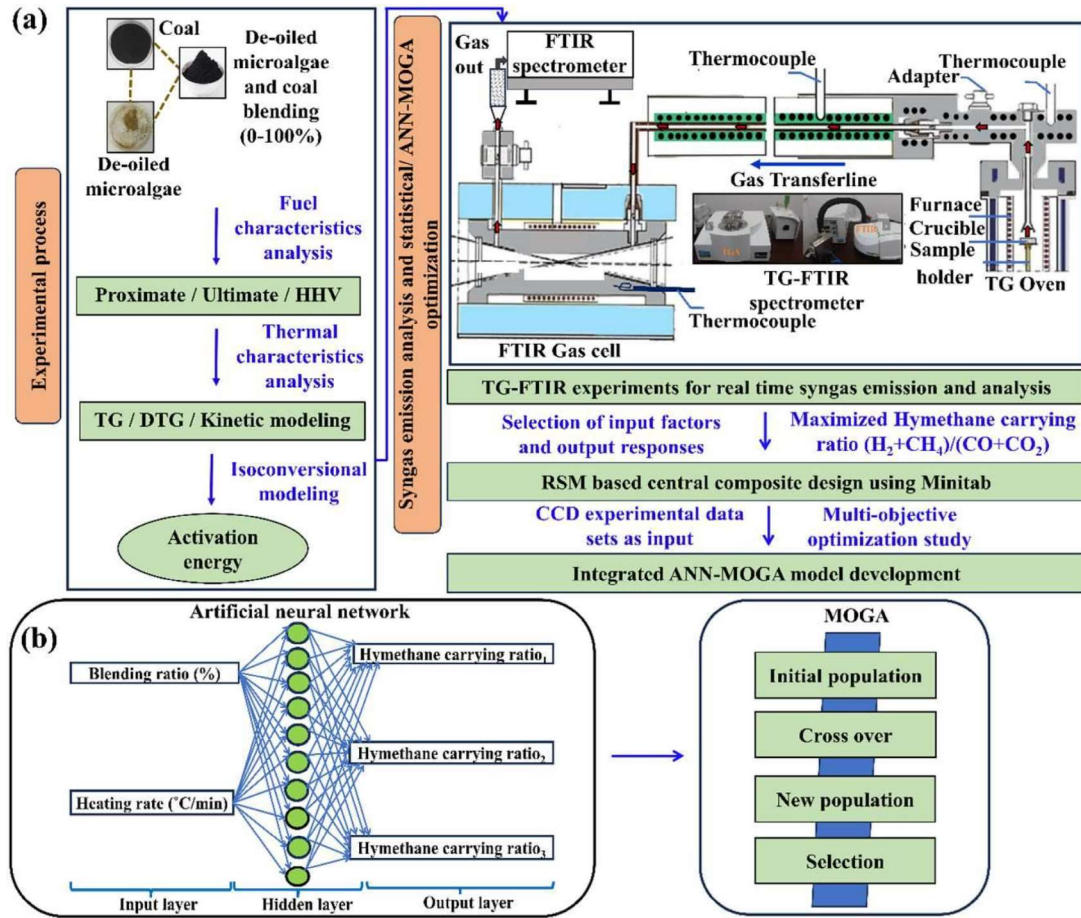 (a)
Coal
De-oiled
microalgae
and coal
blending
(0-100%)
De-oiled
microalgae
Experimental process
Fuel
characteristics
analysis
Proximate / Ultimate / HHV
Thermal
characteristics
analysis
TG / DTG / Kinetic modeling
Isoconversional
modeling
Activation
energy
Syngas emission analysis and statistical/ ANN-MOGA
optimization
Gas
out
FTIR
spectrometer
Thermocouple
Adapter
Thermocouple
Gas Transferline
Furnace
Crucible
Sample
holder
TG Oven
TGA
FTIR
TG-FTIR
spectrometer
Thermocouple
FTIR Gas cell
TG-FTIR experiments for real time syngas emission and analysis
Selection of input factors
and output responses
Maximized Hymethane carrying
ratio (H₂+CH₄)/(CO+CO₂)
RSM based central composite design using Minitab
CCD experimental data
sets as input
Multi-objective
optimization study
Integrated ANN-MOGA model development
(b)
Artificial neural network
Blending ratio (%)
Heating rate (°C/min)
Hymethane carrying ratio₁
Hymethane carrying ratio₂
Hymethane carrying ratio₃
Input layer
Hidden layer
Output layer
MOGA
Initial population
Cross over
New population
Selection